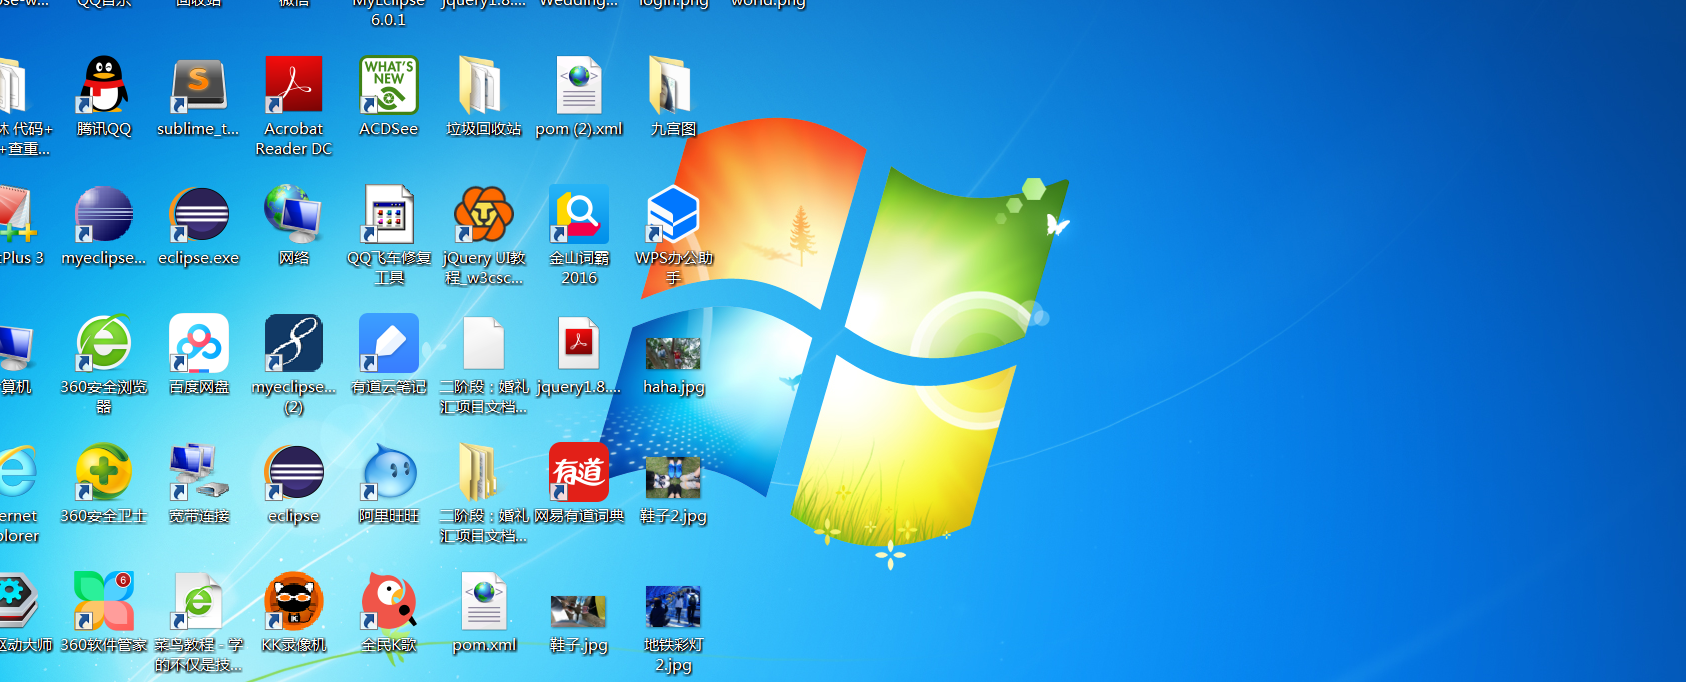 QQ音乐
回收站
微信
MyEclipse
6.0.1
jquery1.8....
Wedding...
login.png
world.png
代码+
+查重...
腾讯QQ
sublime_t...
Acrobat
Reader DC
WHAT'S
NEW
ACDSee
垃圾回收站
pom (2).xml
九宫图
tPlus 3
myeclipse...
eclipse.exe
网络
QQ飞车修复
工具
jQuery UI教
程_w3csc...
金山词霸
2016
WPS办公助
手
算机
360安全浏览
器
百度网盘
myeclipse...
(2)
有道云笔记
二阶段：婚礼
汇项目文档...
jquery1.8....
haha.jpg
ernet
plorer
360安全卫士
宽带连接
eclipse
阿里旺旺
二阶段：婚礼
汇项目文档...
有道
网易有道词典
鞋子2.jpg
驱动大师
6
360软件管家
菜鸟教程 - 学
的不仅是技...
KK录像机
全民K歌
pom.xml
鞋子.jpg
地铁彩灯
2.jpg